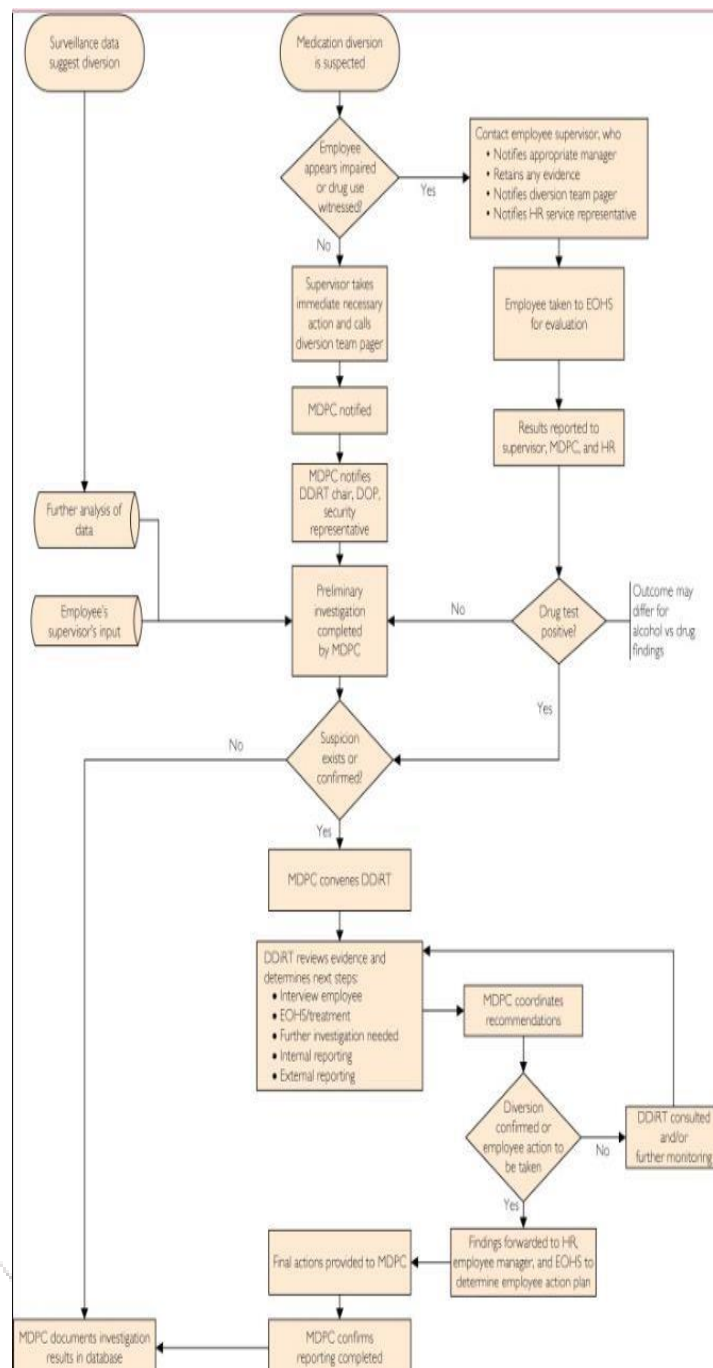 Surveillance data
suggest diversion
Medication diversion
is suspected
Employee
appears impaired
or drug use
witnessed?
Yes
No
Contact employee supervisor, who
• Notifies appropriate manager
• Retains any evidence
• Notifies diversion team pager
• Notifies HR service representative
Supervisor takes
immediate necessary
action and calls
diversion team pager
Employee taken to EOHS
for evaluation
MDPC notified
Results reported to
supervisor, MDPC, and HR
MDPC notifies
DDiRT chair, DOP,
security
representative
Further analysis of
data
Employee's
supervisor's input
Preliminary
investigation
completed
by MDPC
No
Drug test
positive?
Outcome may
differ for
alcohol vs drug
findings
Yes
No
Suspicion
exists or
confirmed?
Yes
MDPC convenes DDiRT
DDiRT reviews evidence and
determines next steps:
• Interview employee
• EOHS/treatment
• Further investigation needed
• Internal reporting
• External reporting
MDPC coordinates
recommendations
Diversion
confirmed or
employee action to
be taken
No
DDiRT consulted
and/or
further monitoring
Yes
Findings forwarded to HR,
employee manager, and EOHS to
determine employee action plan
Final actions provided to MDPC
MDPC confirms
reporting completed
MDPC documents investigation
results in database